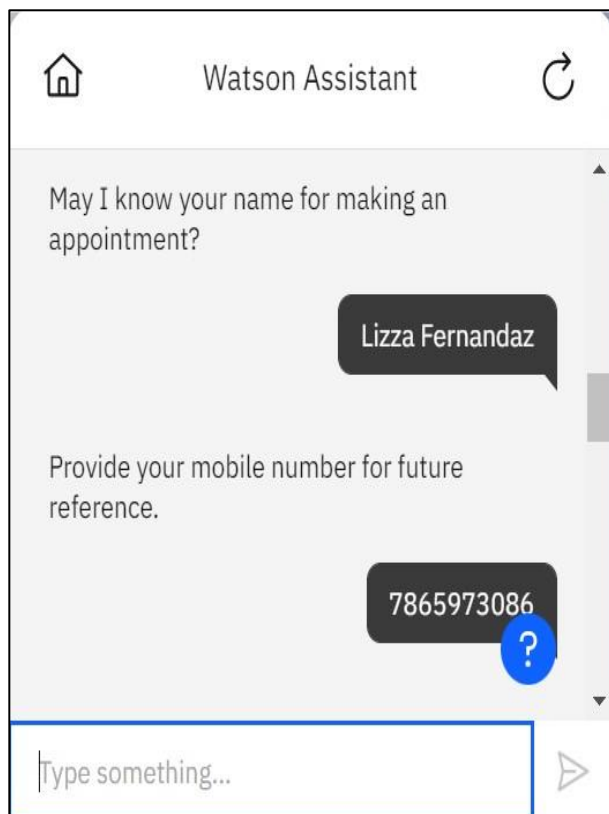 Watson Assistant
May I know your name for making an
appointment?
Lizza Fernandaz
Provide your mobile number for future
reference.
7865973086
?
Type something...